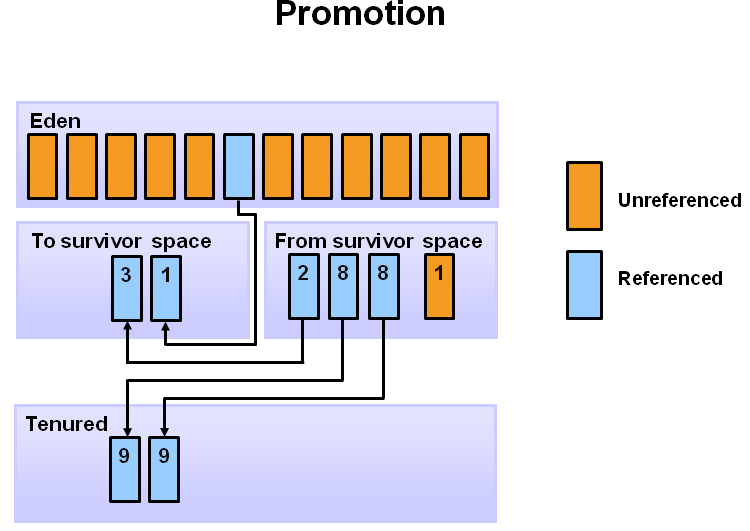 Promotion
Eden
Unreferenced
To survivor space
From survivor space
3 1
2 8 8 1
Referenced
Tenured
9 9